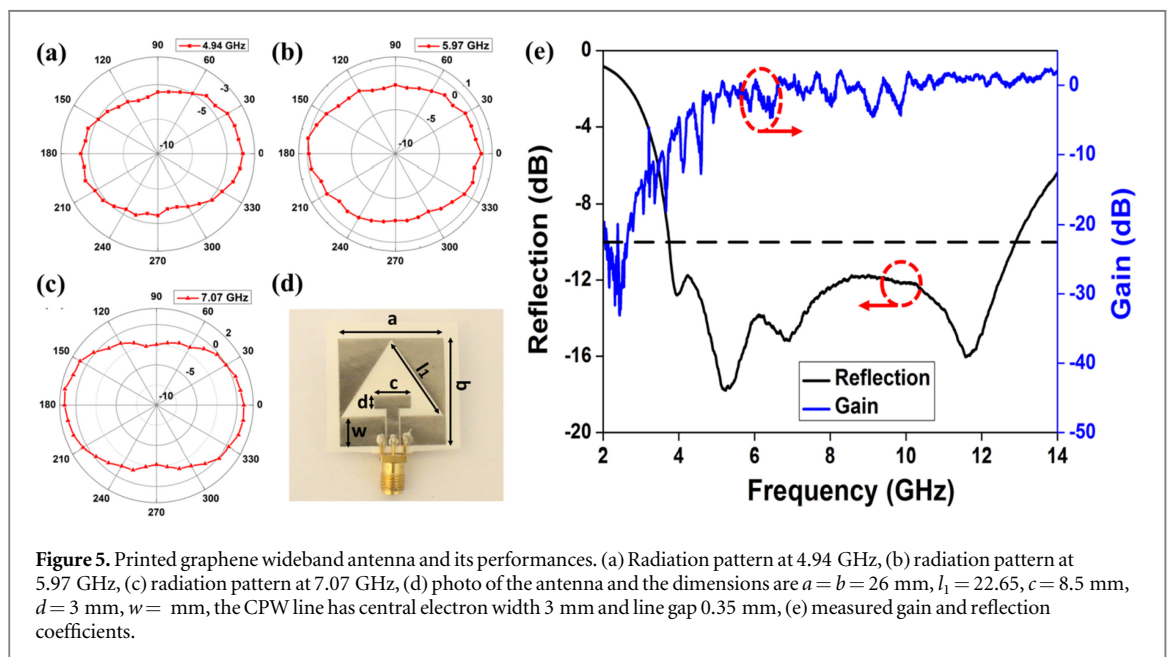 (a)
90
4.94 GHz
120
60
150
-3
30
-5
-10
180
0
210
330
240
300
270
(b)
90
5.97 GHz
120
60
150
1
30
0
-5
-10
180
0
210
330
240
300
270
(c)
90
7.07 GHz
120
60
150
2
30
0
-5
-10
180
0
210
330
240
300
270
(d)
a
l1
c
b
d
w
(e)
Reflection (dB)
0
-4
-8
-12
-16
-20
0
-10
-20
-30
-40
-50
Gain (dB)
Reflection
Gain
2 4 6 8 10 12 14
Frequency (GHz)
Figure 5. Printed graphene wideband antenna and its performances. (a) Radiation pattern at 4.94 GHz, (b) radiation pattern at
5.97 GHz, (c) radiation pattern at 7.07 GHz, (d) photo of the antenna and the dimensions are a = b = 26 mm, l1 = 22.65, c = 8.5 mm,
d = 3 mm, w = mm, the CPW line has central electron width 3 mm and line gap 0.35 mm, (e) measured gain and reflection
coefficients.